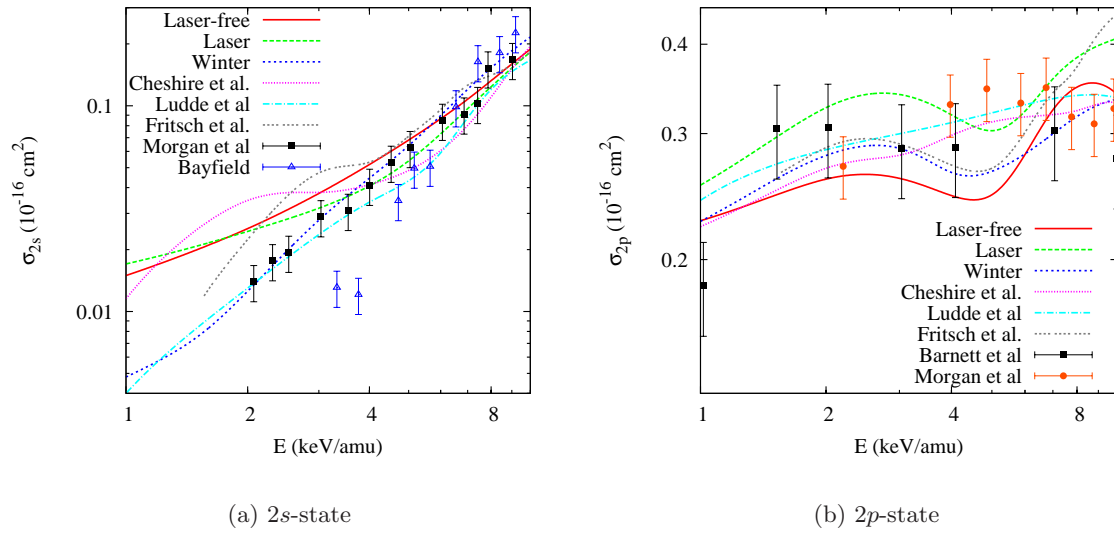 Laser-free
Laser
Winter
Cheshire et al.
Ludde et al
Fritsch et al.
Morgan et al
Bayfield
0.1
0.01
σ2s (10-16 cm2)
1 2 4 8
E (keV/amu)
(a) 2s-state
0.4
0.3
0.2
σ2p (10-16 cm2)
Laser-free
Laser
Winter
Cheshire et al.
Ludde et al
Fritsch et al.
Barnett et al
Morgan et al
1 2 4 8
E (keV/amu)
(b) 2p-state